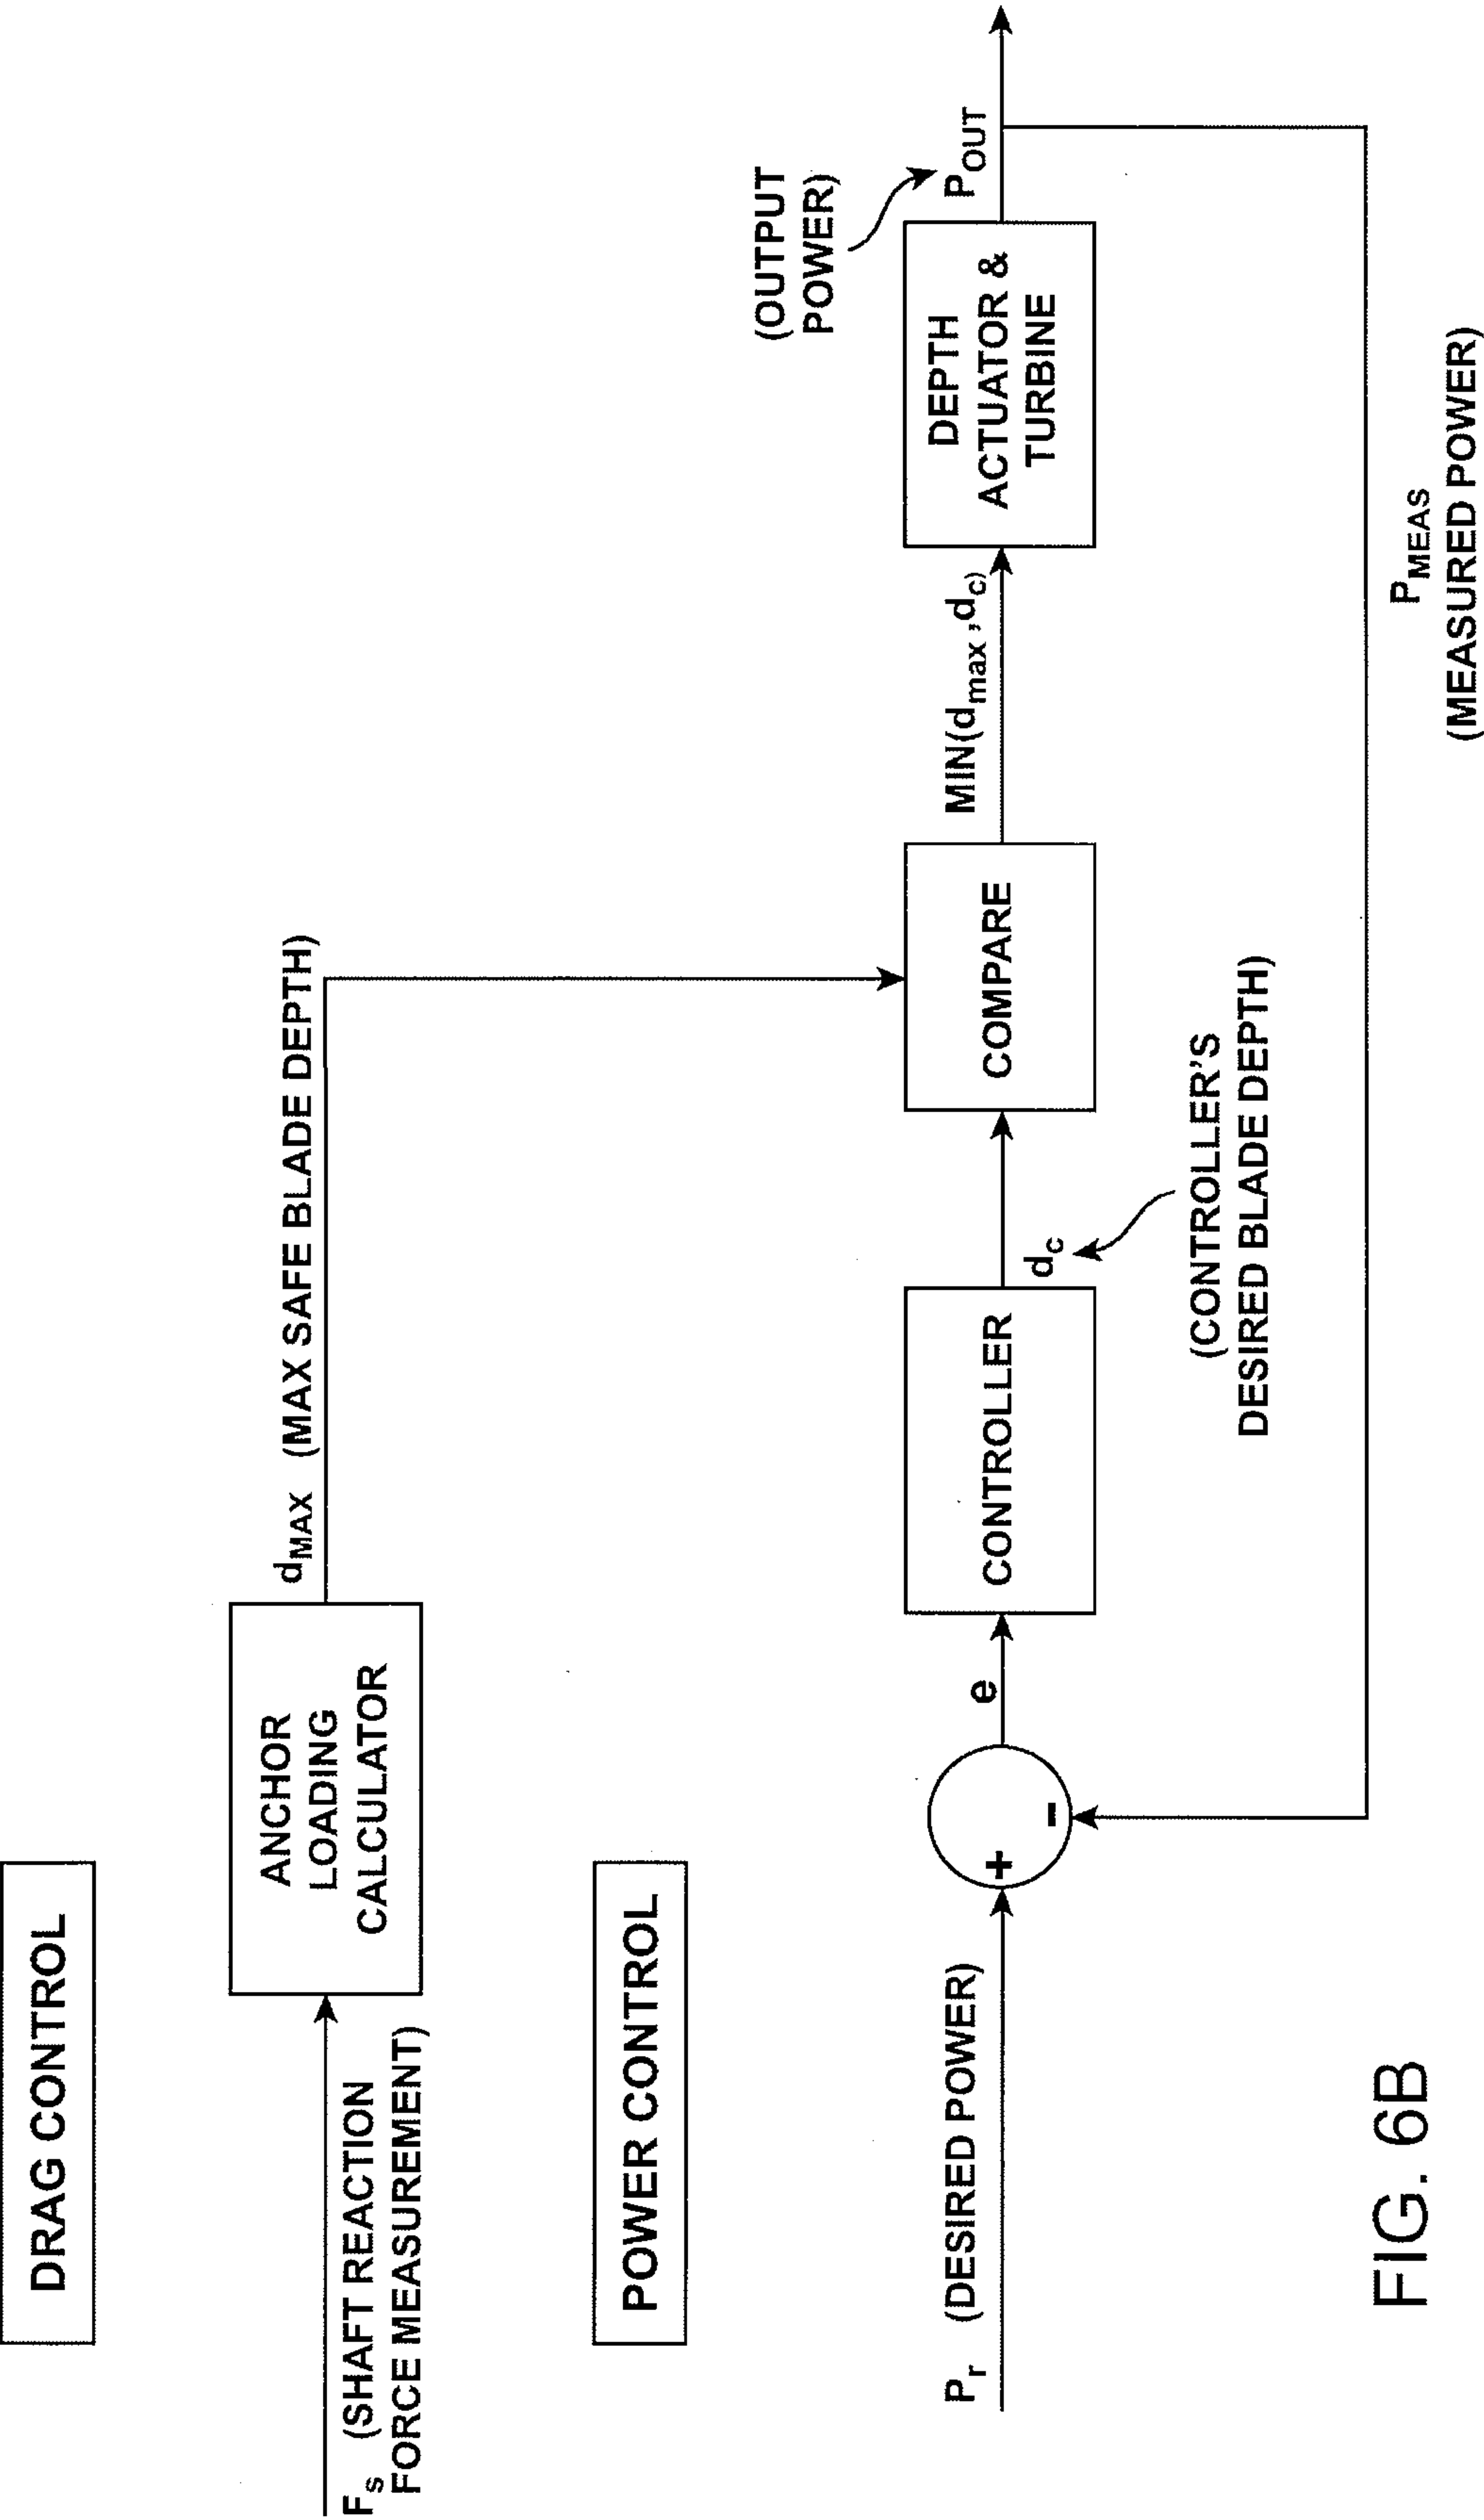 DRAG CONTROL
F_s (SHAFT REACTION
FORCE MEASUREMENT)
ANCHOR
LOADING
CALCULATOR
d_MAX (MAX SAFE BLADE DEPTH)
POWER CONTROL
P_r (DESIRED POWER)
+
-
e
CONTROLLER
d_c
(CONTROLLER'S
DESIRED BLADE DEPTH)
COMPARE
MIN(d_max,d_c)
DEPTH
ACTUATOR &
TURBINE
(OUTPUT
POWER)
P_OUT
P_MEAS
(MEASURED POWER)
FIG. 6B